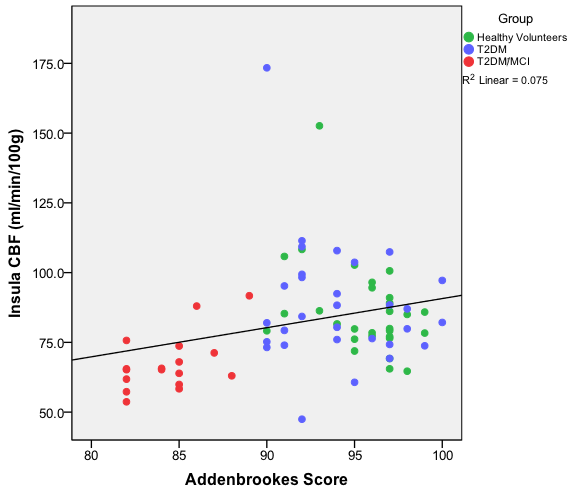 Group
Healthy Volunteers
T2DM
T2DM/MCI
R² Linear = 0.075
Insula CBF (ml/min/100g)
175.0
150.0
125.0
100.0
75.0
50.0
80 85 90 95 100
Addenbrookes Score